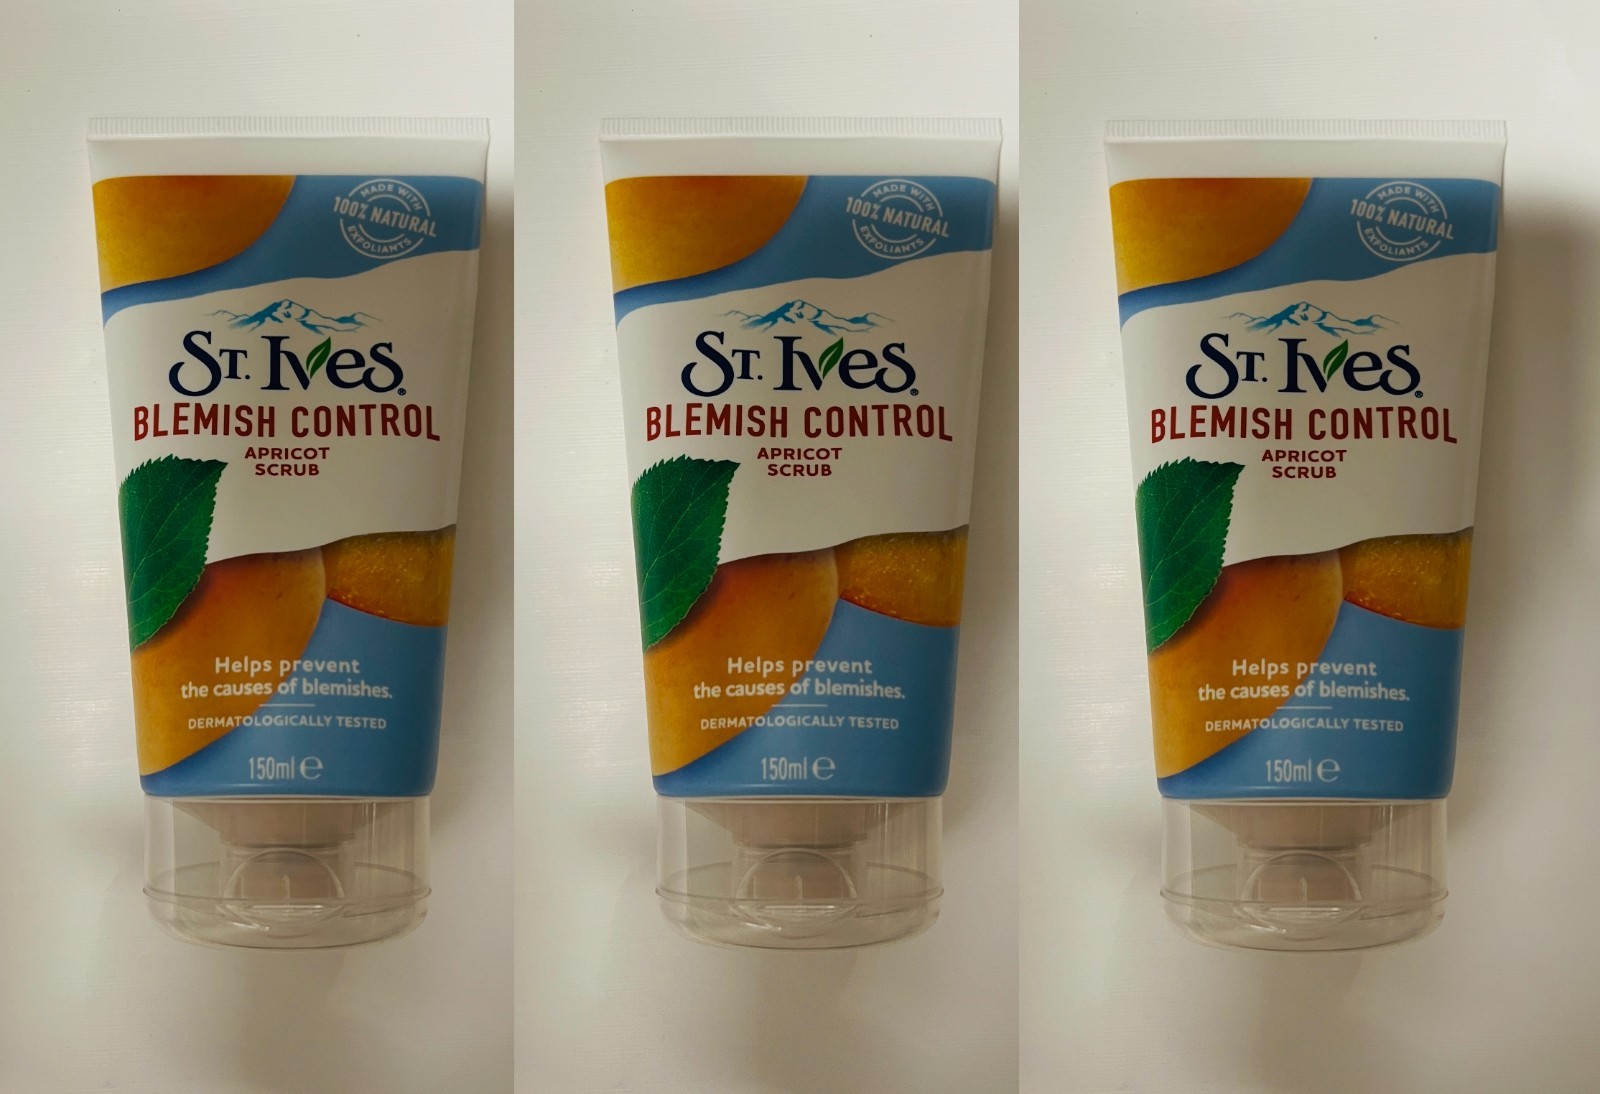 MADE WITH
100% NATURAL
EXFOLIANTS
ST. IVES®
BLEMISH CONTROL
APRICOT
SCRUB
Helps prevent
the causes of blemishes.
DERMATOLOGICALLY TESTED
150ml ℮
MADE WITH
100% NATURAL
EXFOLIANTS
ST. IVES®
BLEMISH CONTROL
APRICOT
SCRUB
Helps prevent
the causes of blemishes.
DERMATOLOGICALLY TESTED
150ml ℮
MADE WITH
100% NATURAL
EXFOLIANTS
ST. IVES®
BLEMISH CONTROL
APRICOT
SCRUB
Helps prevent
the causes of blemishes.
DERMATOLOGICALLY TESTED
150ml ℮